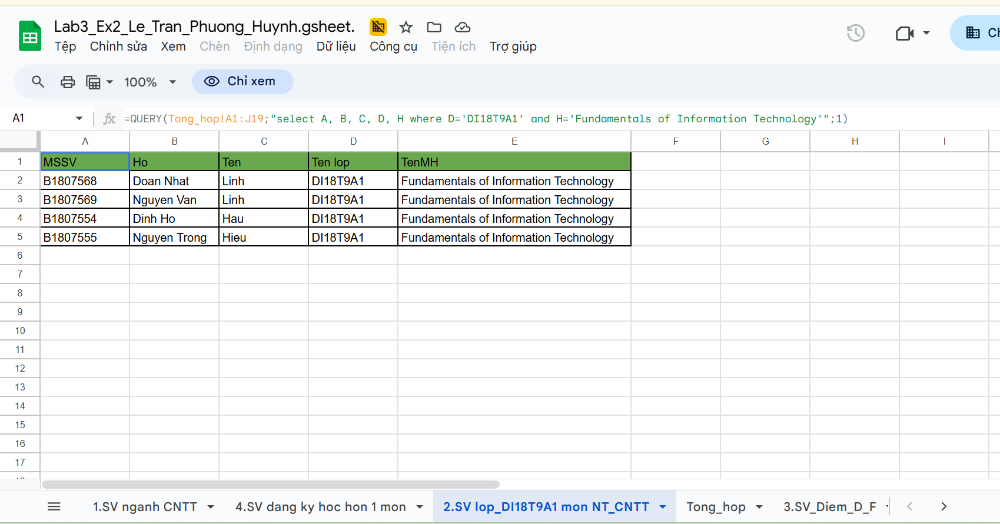 Lab3_Ex2_Le_Tran_Phuong_Huynh.gsheet.
Tệp Chỉnh sửa Xem Chèn Định dạng Dữ liệu Công cụ Tiện ích Trợ giúp
100% Chỉ xem
A1 fx =QUERY(Tong_hop!A1:J19;"select A, B, C, D, H where D='DI18T9A1' and H='Fundamentals of Information Technology'";1)
A B C D E F G H I
1 MSSV Ho Ten Ten lop TenMH
2 B1807568 Doan Nhat Linh DI18T9A1 Fundamentals of Information Technology
3 B1807569 Nguyen Van Linh DI18T9A1 Fundamentals of Information Technology
4 B1807554 Dinh Ho Hau DI18T9A1 Fundamentals of Information Technology
5 B1807555 Nguyen Trong Hieu DI18T9A1 Fundamentals of Information Technology
6
7
8
9
10
11
12
13
14
15
16
17
1.SV nganh CNTT 4.SV dang ky hoc hon 1 mon 2.SV lop_DI18T9A1 mon NT_CNTT Tong_hop 3.SV_Diem_D_F